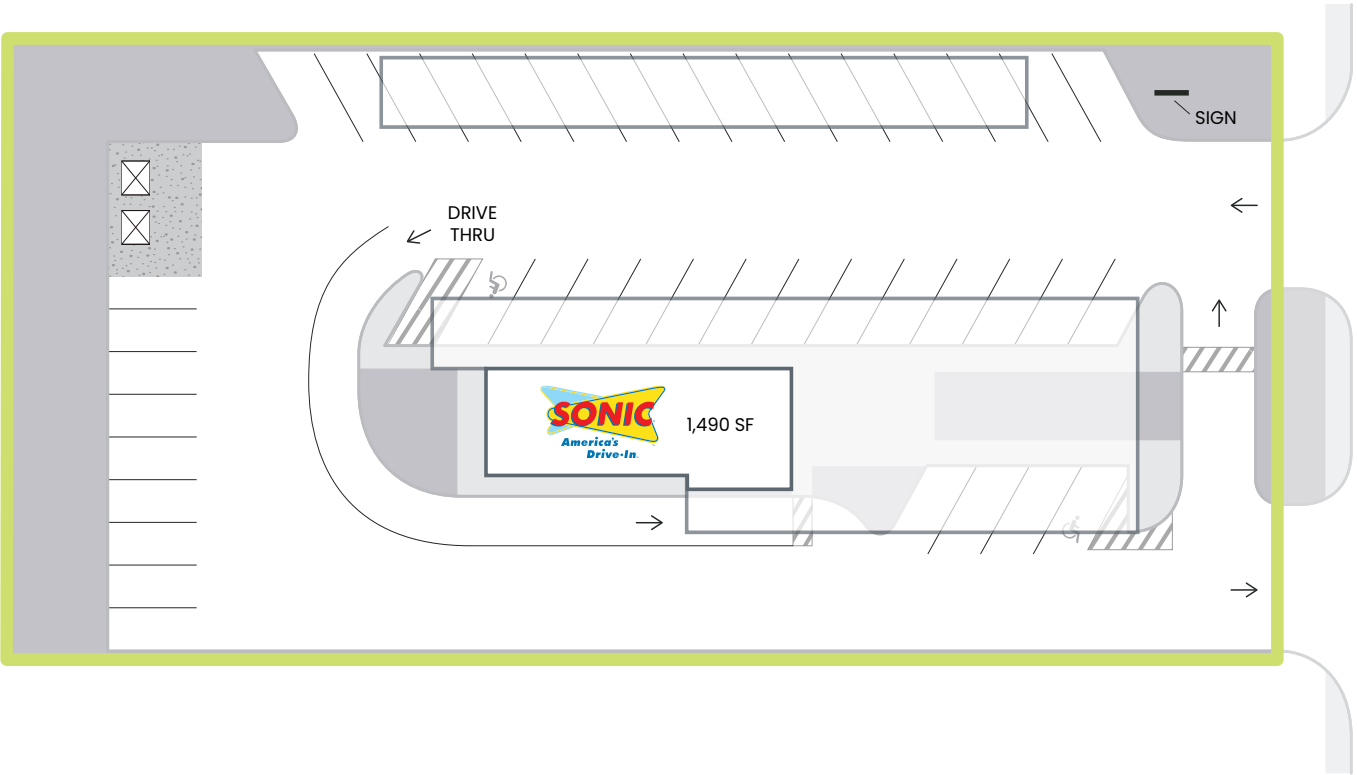 SIGN
DRIVE
THRU
SONIC
America's
Drive-In.
1,490 SF